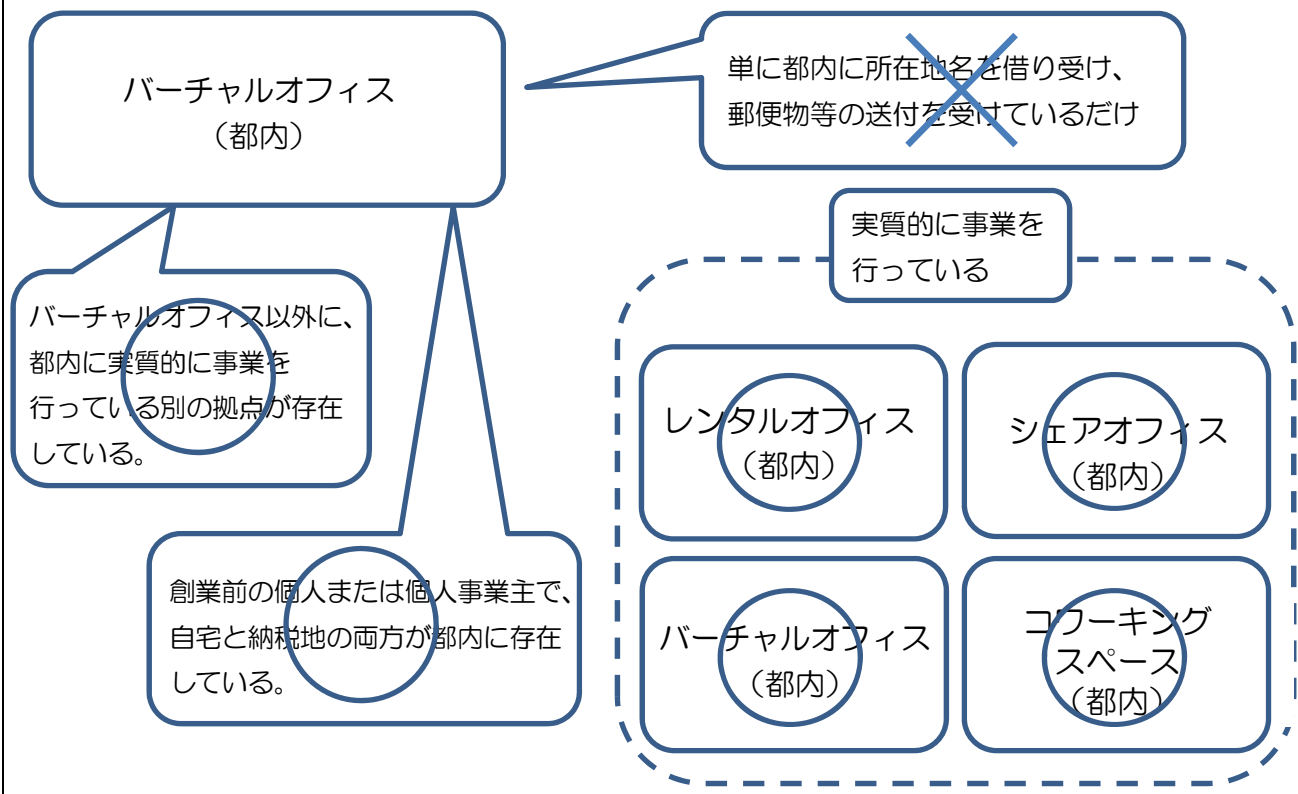 バーチャルオフィス
（都内）
単に都内に所在地名を借り受け、
郵便物等の送付を受けているだけ
実質的に事業を
行っている
バーチャルオフィス以外に、
都内に実質的に事業を
行っている別の拠点が存在
している。
創業前の個人または個人事業主で、
自宅と納税地の両方が都内に存在
している。
レンタルオフィス
（都内）
シェアオフィス
（都内）
バーチャルオフィス
（都内）
コワーキング
スペース
（都内）